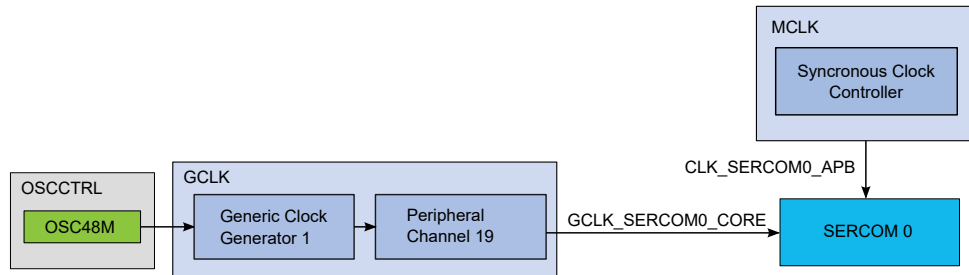 MCLK
Syncronous Clock
Controller
CLK_SERCOM0_APB
OSCCTRL
OSC48M
GCLK
Generic Clock
Generator 1
Peripheral
Channel 19
GCLK_SERCOM0_CORE
SERCOM 0